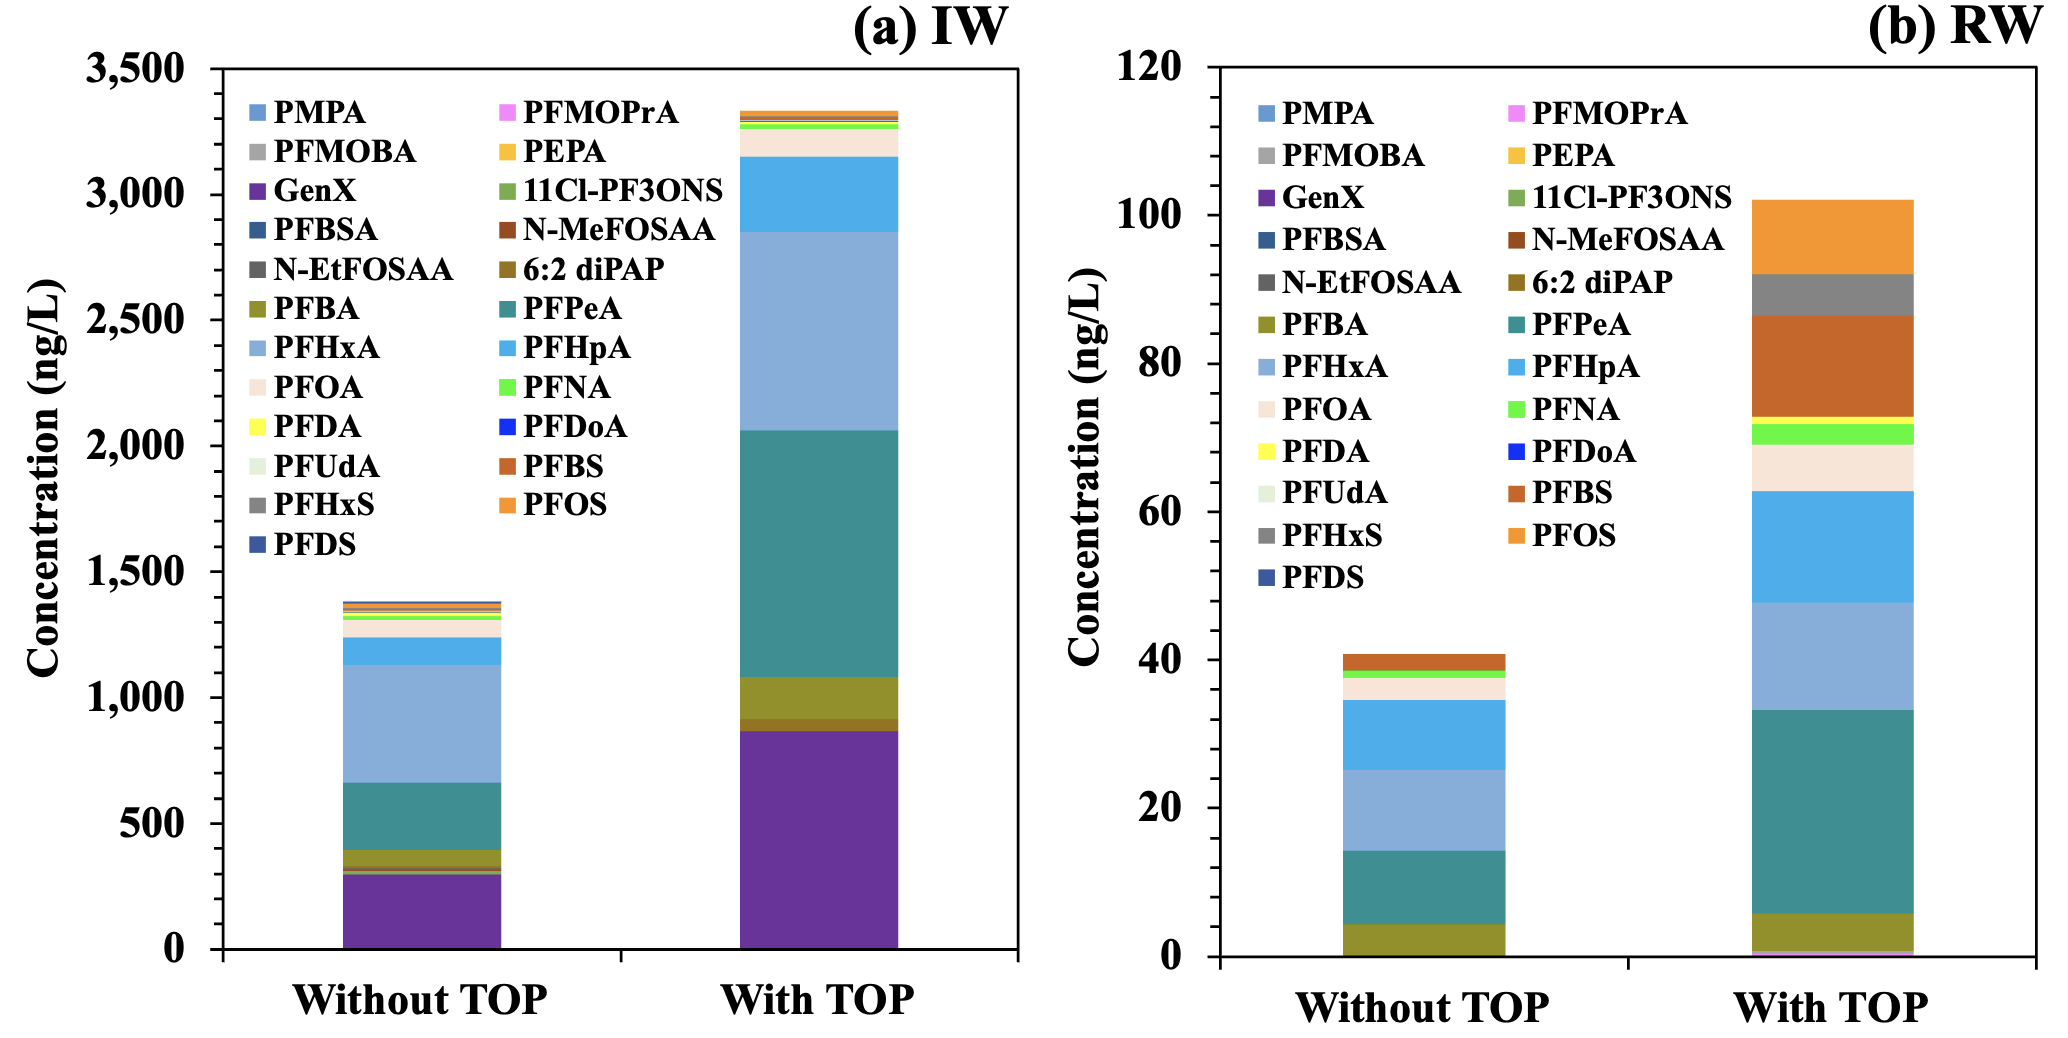 (a) IW
3,500
3,000
2,500
2,000
1,500
1,000
500
0
Concentration (ng/L)
PMPA PFMOPrA
PFMOBA PEPA
GenX 11Cl-PF3ONS
PFBSA N-MeFOSAA
N-EtFOSAA 6:2 diPAP
PFBA PFPeA
PFHxA PFHpA
PFOA PFNA
PFDA PFDoA
PFUdA PFBS
PFHxS PFOS
PFDS
Without TOP With TOP
(b) RW
120
100
80
60
40
20
0
Concentration (ng/L)
PMPA PFMOPrA
PFMOBA PEPA
GenX 11Cl-PF3ONS
PFBSA N-MeFOSAA
N-EtFOSAA 6:2 diPAP
PFBA PFPeA
PFHxA PFHpA
PFOA PFNA
PFDA PFDoA
PFUdA PFBS
PFHxS PFOS
PFDS
Without TOP With TOP